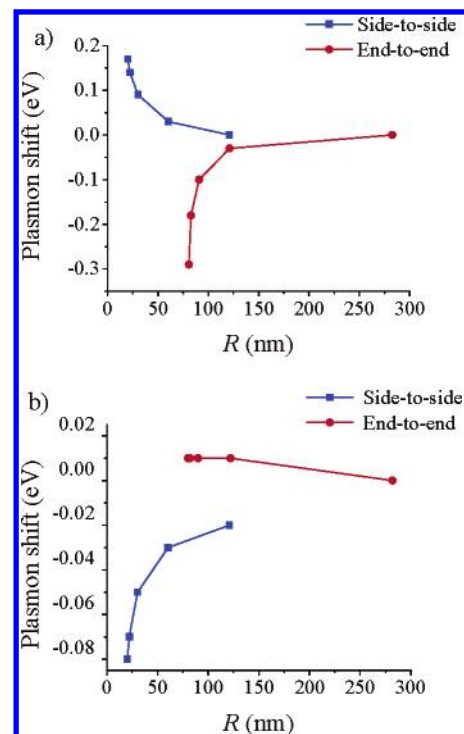 a)
Side-to-side
End-to-end
0.2
0.1
0.0
-0.1
-0.2
-0.3
Plasmon shift (eV)
0 50 100 150 200 250 300
R (nm)
b)
Side-to-side
End-to-end
0.02
0.00
-0.02
-0.04
-0.06
-0.08
Plasmon shift (eV)
0 50 100 150 200 250 300
R (nm)